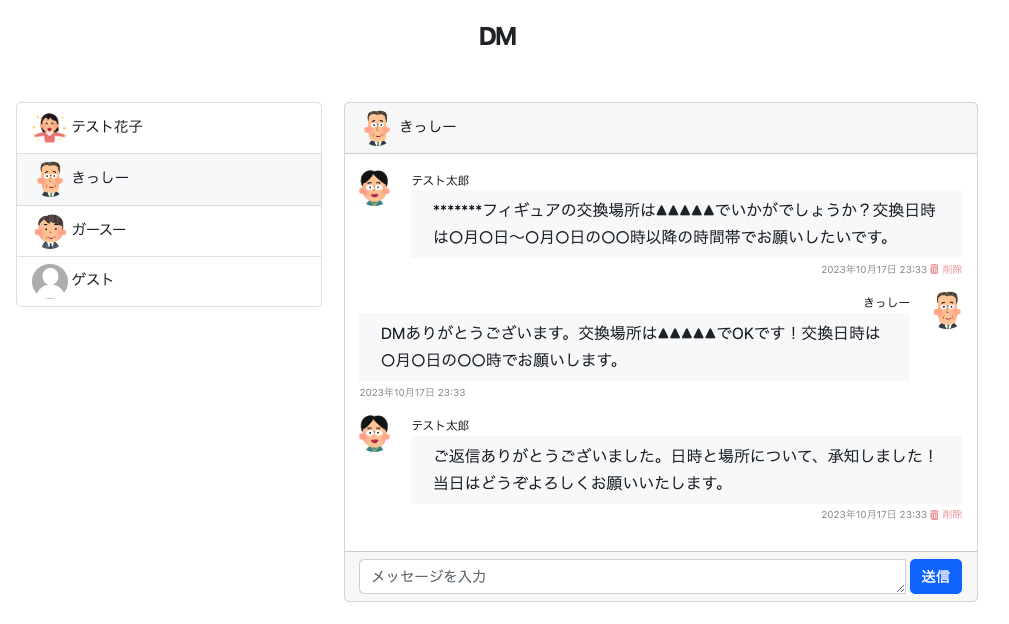 DM
テスト花子
きっしー
ガースー
ゲスト
きっしー
テスト太郎
*******フィギュアの交換場所は▲▲▲▲▲でいかがでしょうか？交換日時
は〇月〇日〜〇月〇日の〇〇時以降の時間帯でお願いしたいです。
2023年10月17日 23:33 削除
きっしー
DMありがとうございます。交換場所は▲▲▲▲▲でOKです！交換日時は
〇月〇日の〇〇時でお願いします。
2023年10月17日 23:33
テスト太郎
ご返信ありがとうございました。日時と場所について、承知しました！
当日はどうぞよろしくお願いいたします。
2023年10月17日 23:33 削除
メッセージを入力
送信